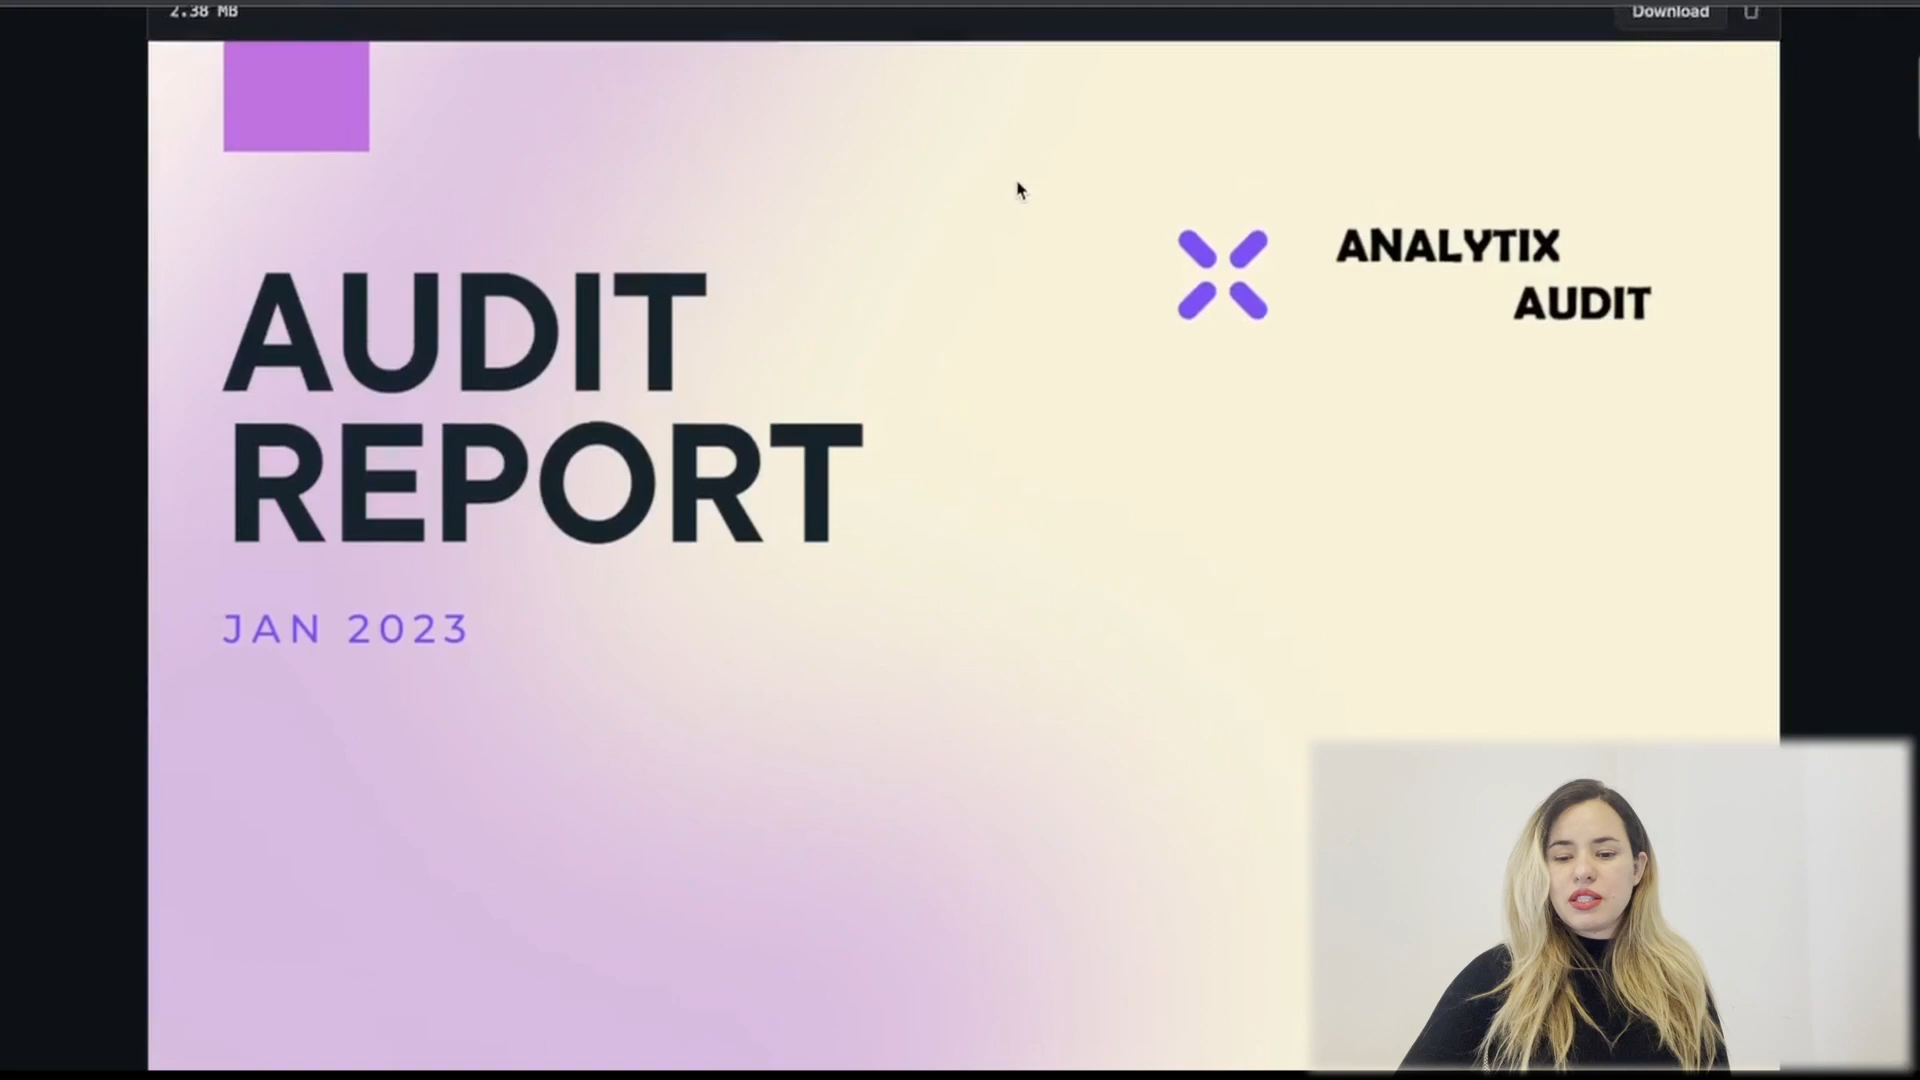 2.38 MB
Download
ANALYTIX
AUDIT
AUDIT
REPORT
JAN 2023